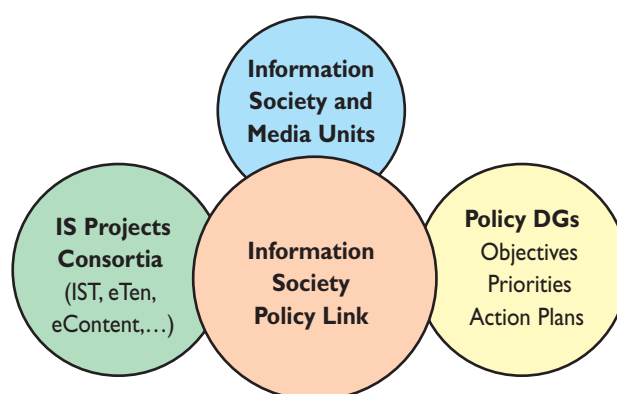 Information
Society and
Media Units
IS Projects
Consortia
(IST, eTen,
eContent,...)
Information
Society
Policy Link
Policy DGs
Objectives
Priorities
Action Plans